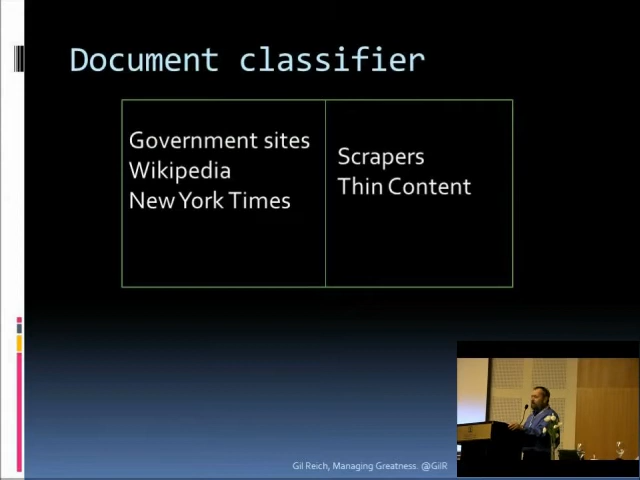 Document classifier
Government sites
Wikipedia
New York Times
Scrapers
Thin Content
Gil Reich, Managing Greatness. @GilR